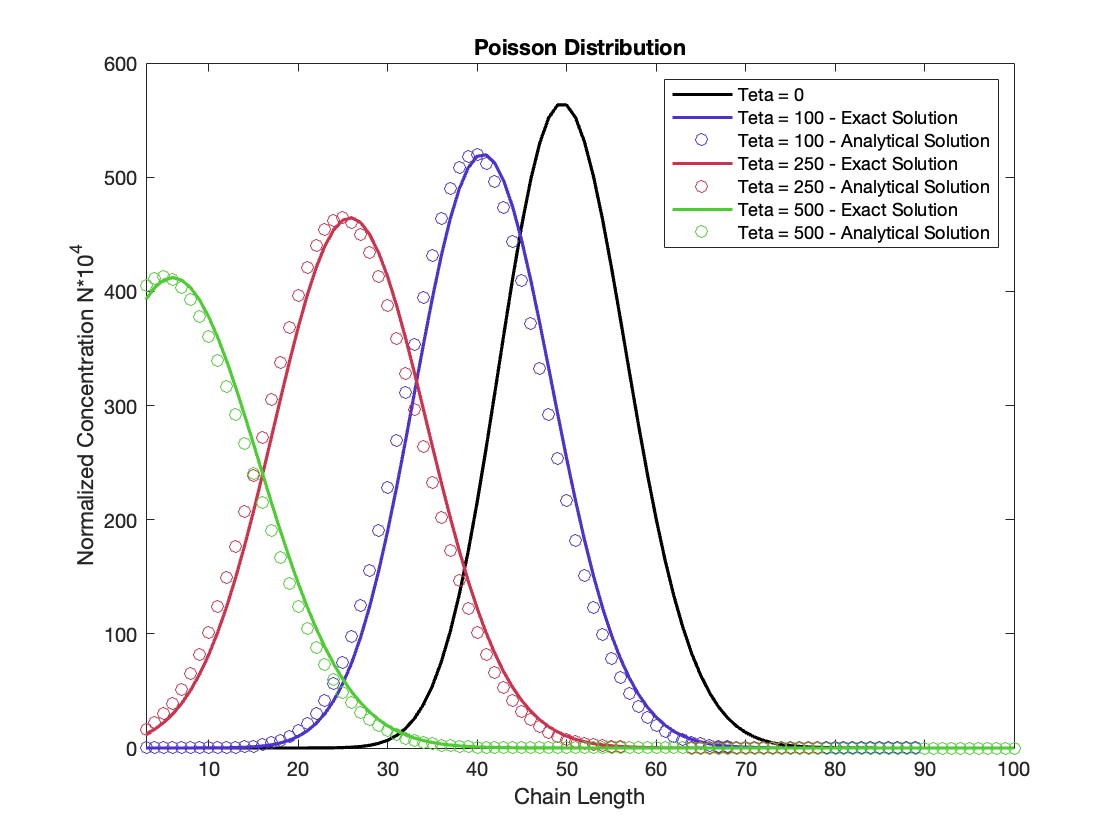 Poisson Distribution
Normalized Concentration N*10^4
600
500
400
300
200
100
0
Teta = 0
Teta = 100 - Exact Solution
Teta = 100 - Analytical Solution
Teta = 250 - Exact Solution
Teta = 250 - Analytical Solution
Teta = 500 - Exact Solution
Teta = 500 - Analytical Solution
10 20 30 40 50 60 70 80 90 100
Chain Length